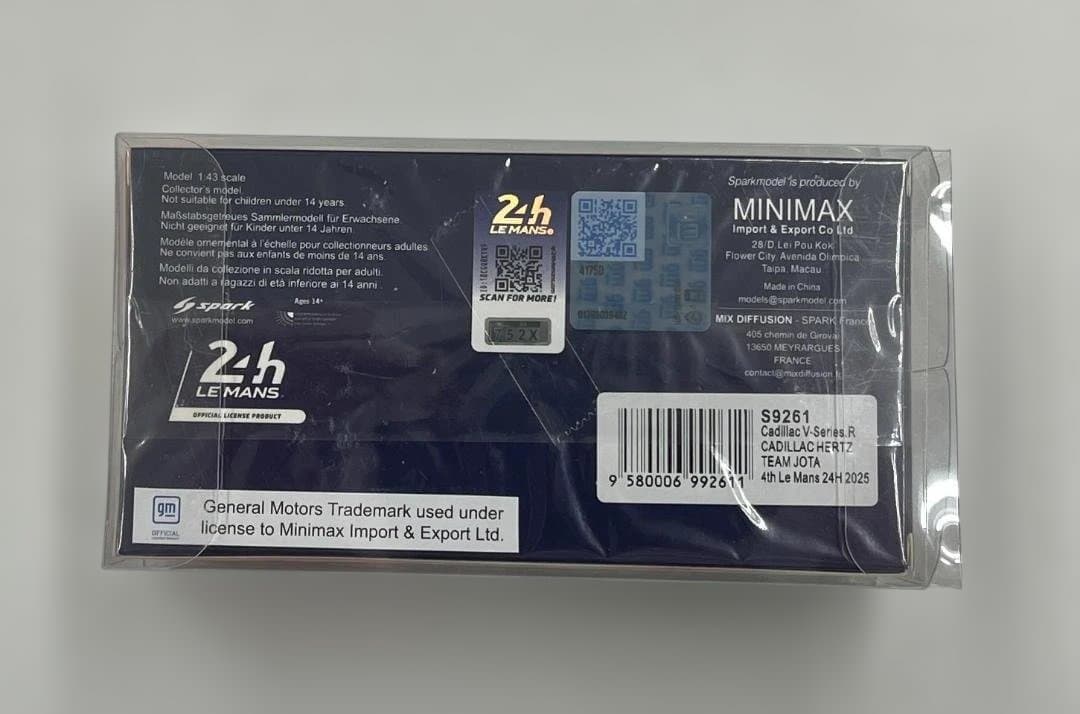 Model 1:43 scale
Collector's model.
Not suitable for children under 14 years.
Maßstabsgetreues Sammlermodell für Erwachsene.
Nicht geeignet für Kinder unter 14 Jahren.
Modèle ornemental à l'échelle pour collectionneurs adultes
Ne convient pas aux enfants de moins de 14 ans.
Modelli da collezione in scala ridotta per adulti.
Non adatti a ragazzi di età inferiore ai 14 anni.
spark
www.sparkmodel.com
Ages 14+
24h
LE MANS
OFFICIAL LICENSE PRODUCT
gm
OFFICIAL
General Motors Trademark used under
license to Minimax Import & Export Ltd.
24h
LE MANS
SCAN FOR MORE!
752X
4175D
Sparkmodel is produced by
MINIMAX
Import & Export Co Ltd
28/D, Lei Pou Kok
Flower City, Avenida Olimpica
Taipa, Macau
Made in China
models@sparkmodel.com
MIX DIFFUSION - SPARK France
405 chemin de Giroval
13650 MEYRARGUES
FRANCE
contact@mixdiffusion.fr
S9261
Cadillac V-Series.R
CADILLAC HERTZ
TEAM JOTA
4th Le Mans 24H 2025
9 580006 992611